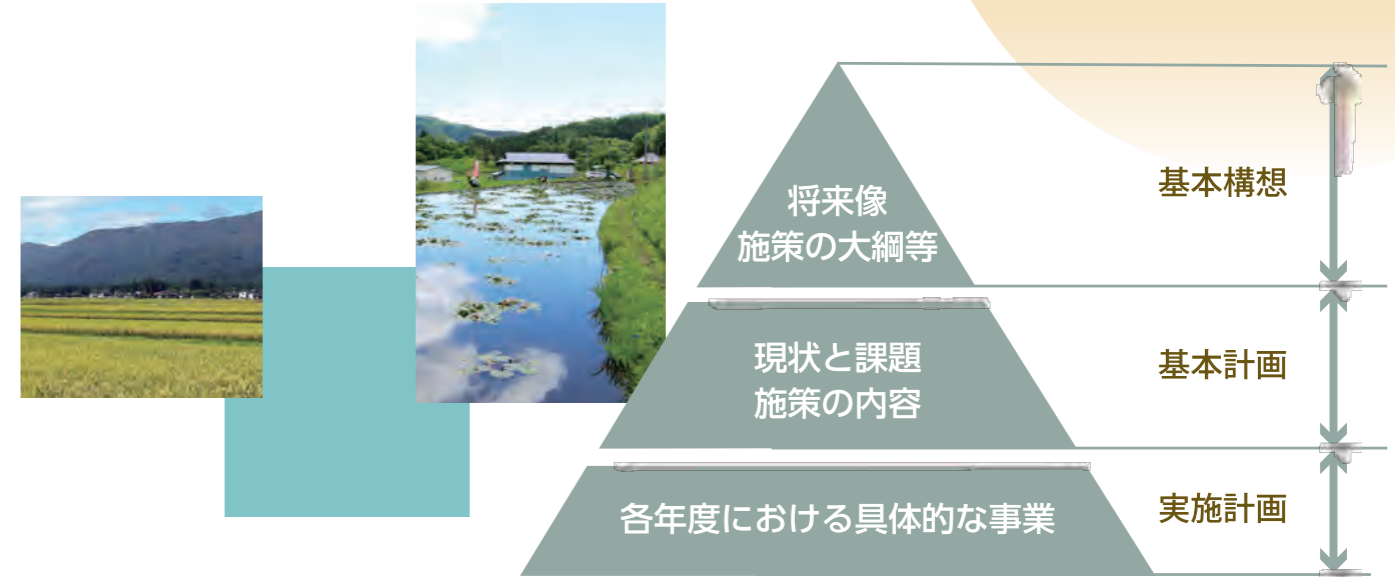 将来像
施策の大綱等
基本構想
現状と課題
施策の内容
基本計画
各年度における具体的な事業
実施計画